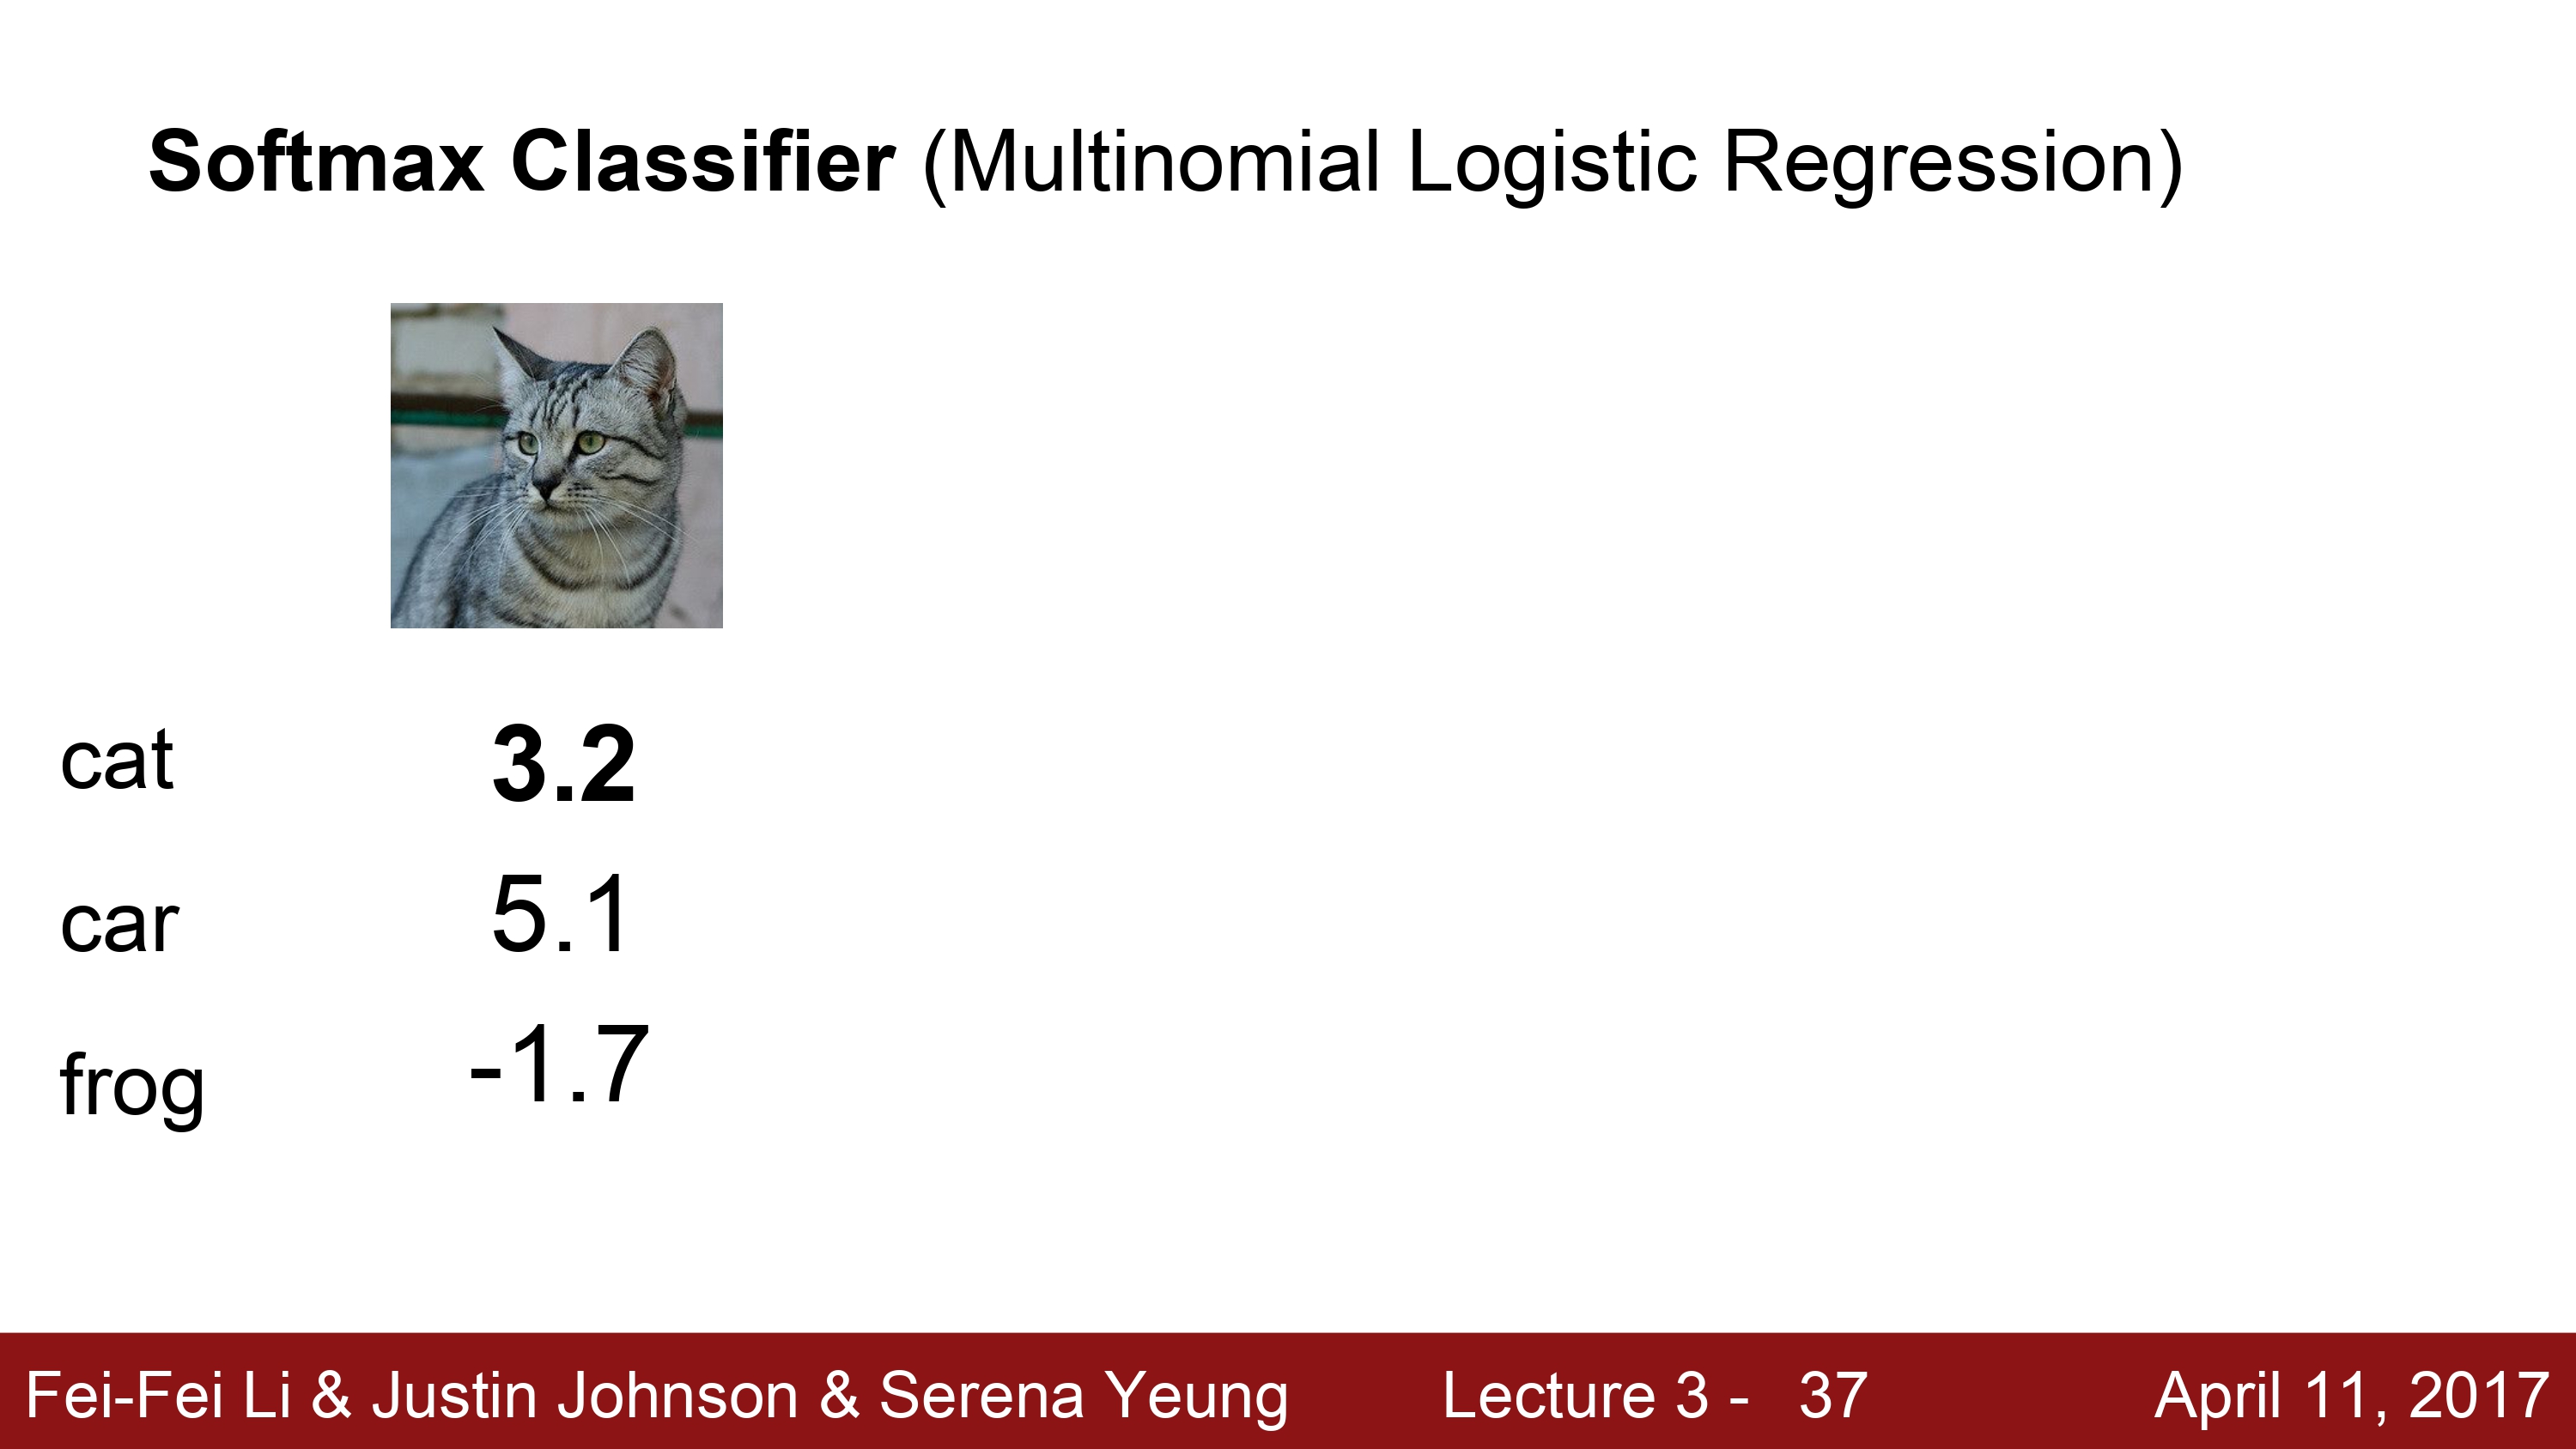 Softmax Classifier (Multinomial Logistic Regression)
cat 3.2
car 5.1
frog -1.7
Fei-Fei Li & Justin Johnson & Serena Yeung Lecture 3 - 37 April 11, 2017